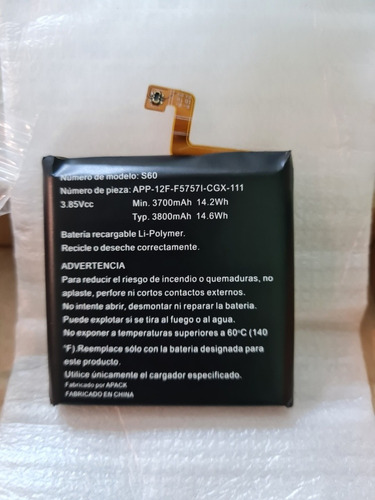 Número de modelo: S60
Número de pieza: APP-12F-F5757I-CGX-111
3.85Vcc Min. 3700mAh 14.2Wh
Typ. 3800mAh 14.6Wh
Batería recargable Li-Polymer.
Recicle o deseche correctamente.
ADVERTENCIA
Para reducir el riesgo de incendio o quemaduras, no
aplaste, perfore ni cortos contactos externos.
No intente abrir, desmontar ni reparar la batería.
Puede explotar si se tira al fuego o al agua.
No exponer a temperaturas superiores a 60°C (140
°F).Reemplace sólo con la batería designada para
este producto.
Utilice únicamente el cargador especificado.
Fabricado por APACK
FABRICADO EN CHINA